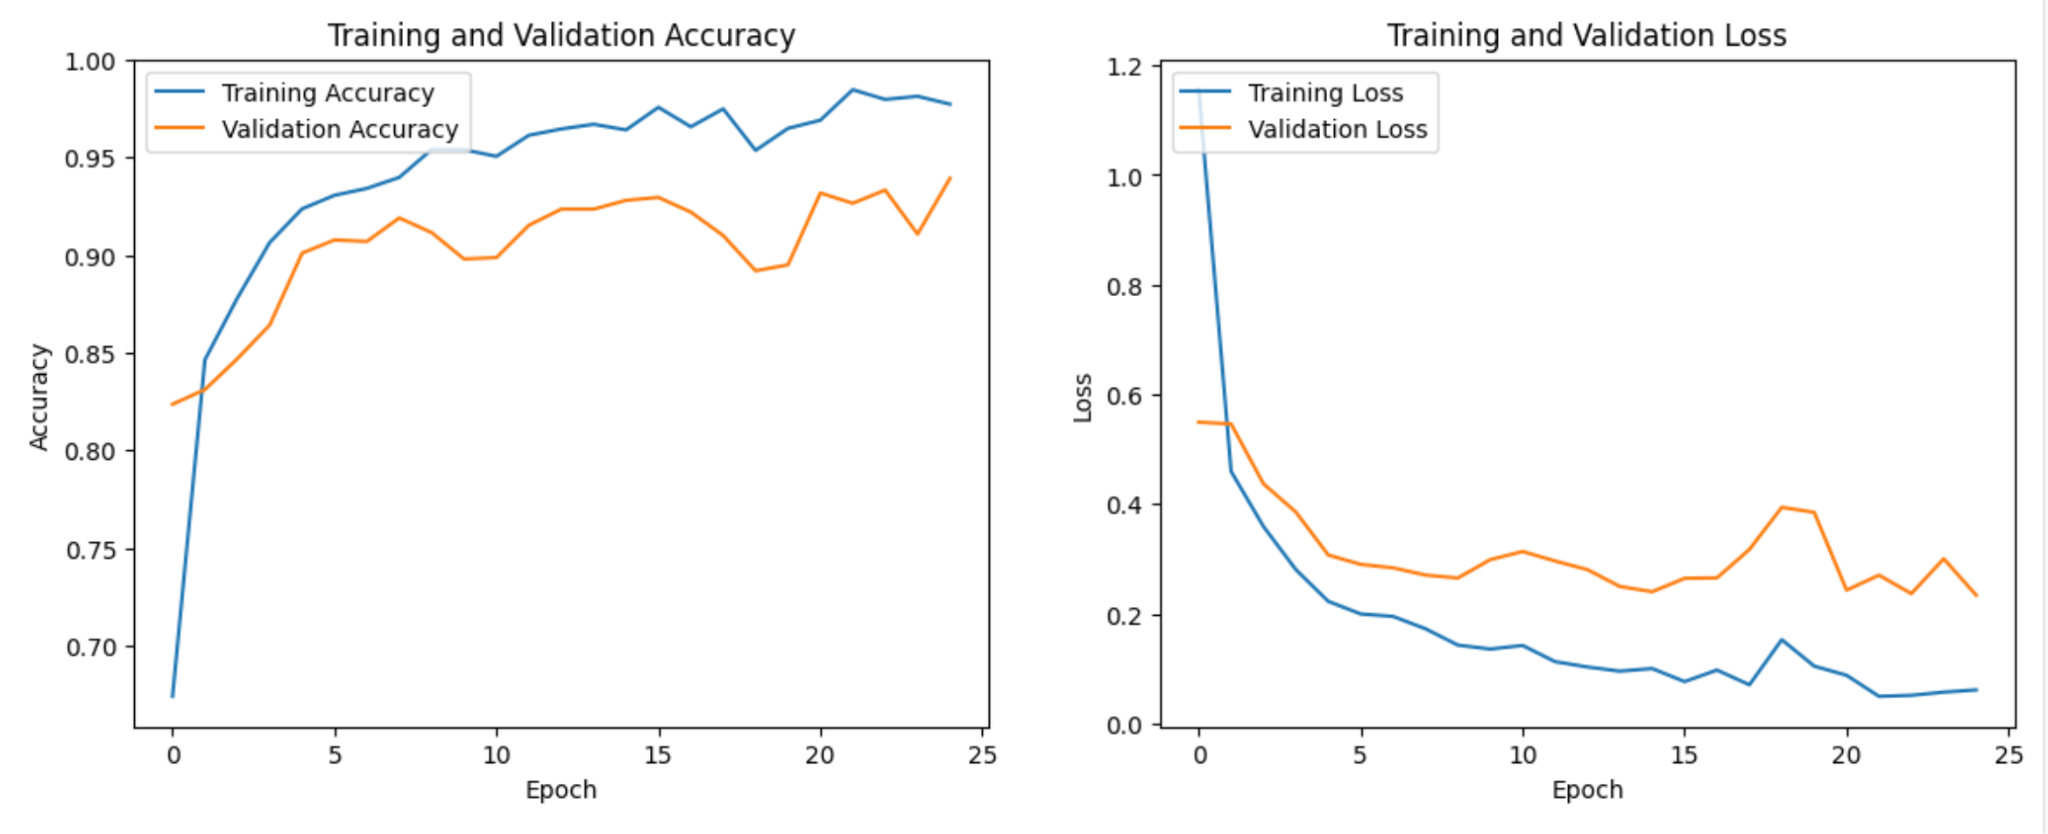 Training and Validation Accuracy
1.00
0.95
0.90
0.85
0.80
0.75
0.70
Accuracy
Training Accuracy
Validation Accuracy
0 5 10 15 20 25
Epoch
Training and Validation Loss
1.2
1.0
0.8
0.6
0.4
0.2
0.0
Loss
Training Loss
Validation Loss
0 5 10 15 20 25
Epoch